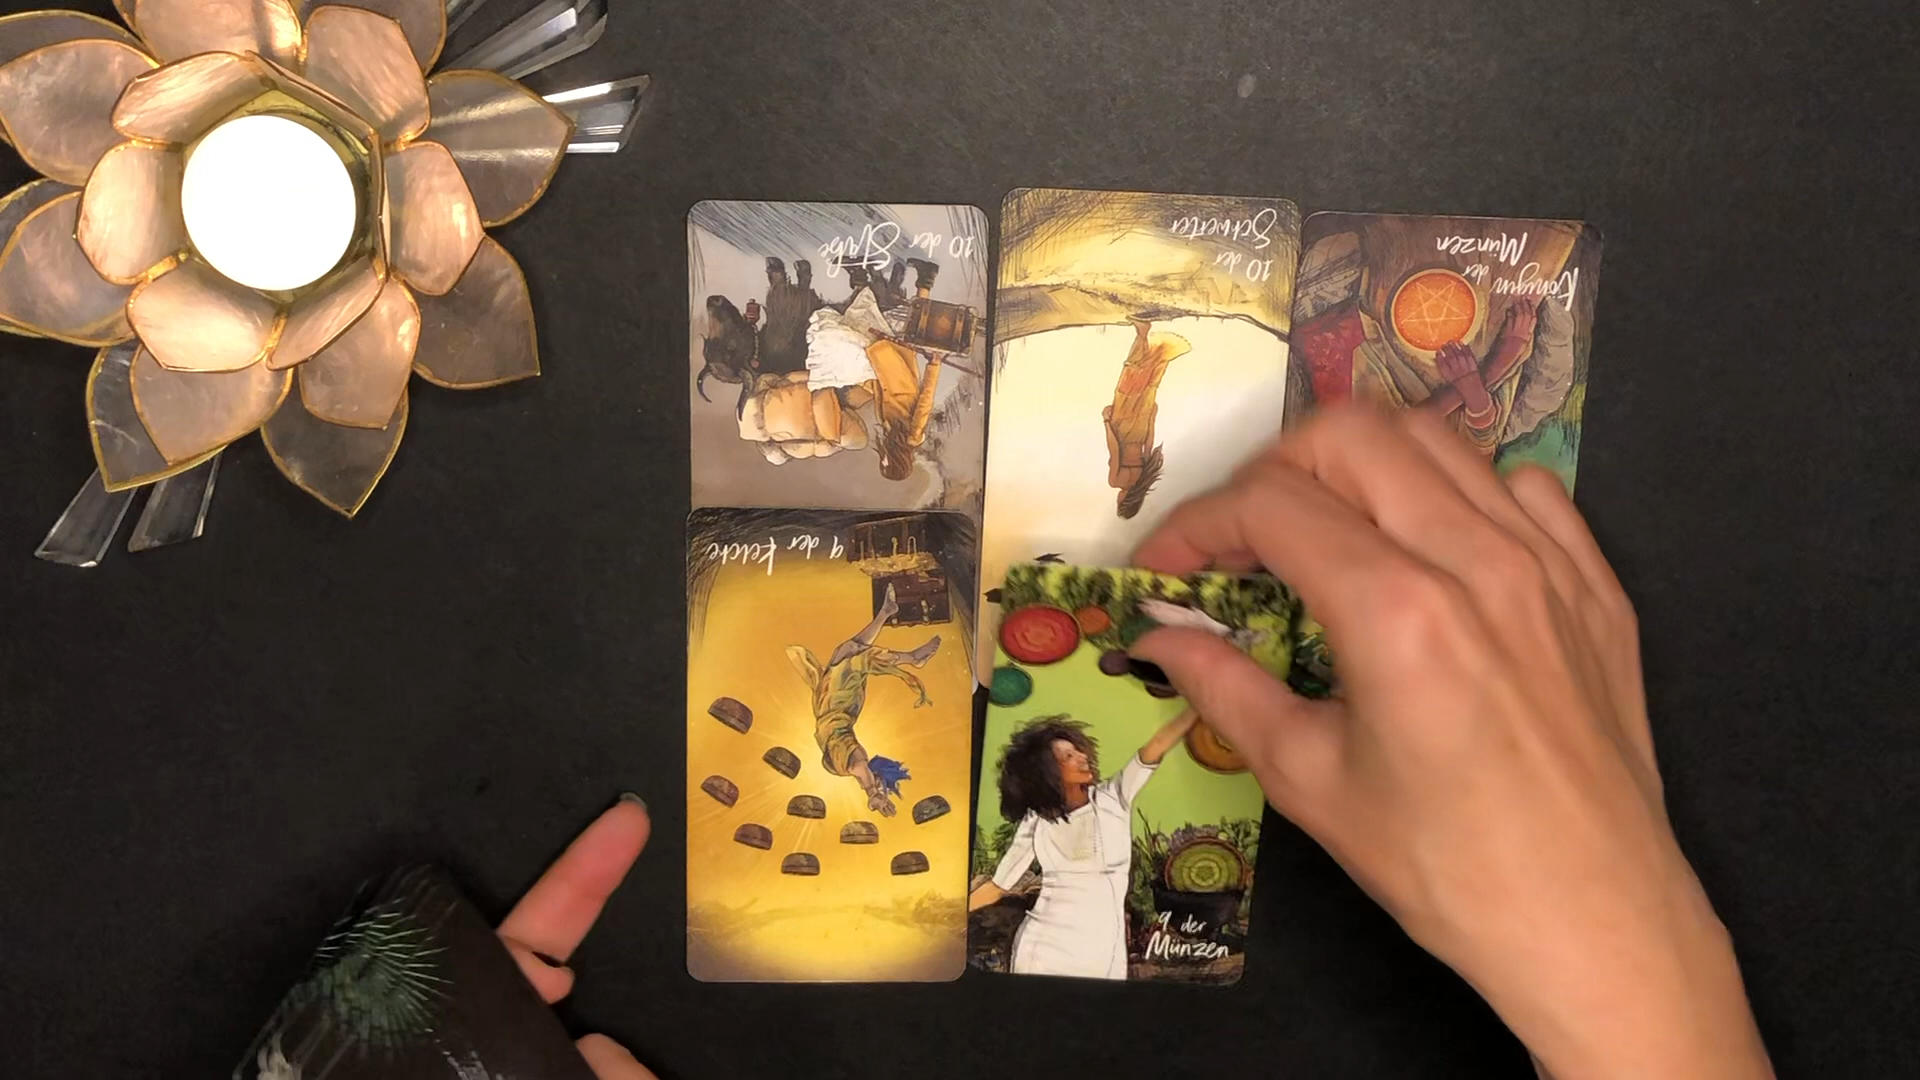 10 der Stäbe
10 der
Schwerter
Königin der
Münzen
9 der Kelche
9 der
Münzen